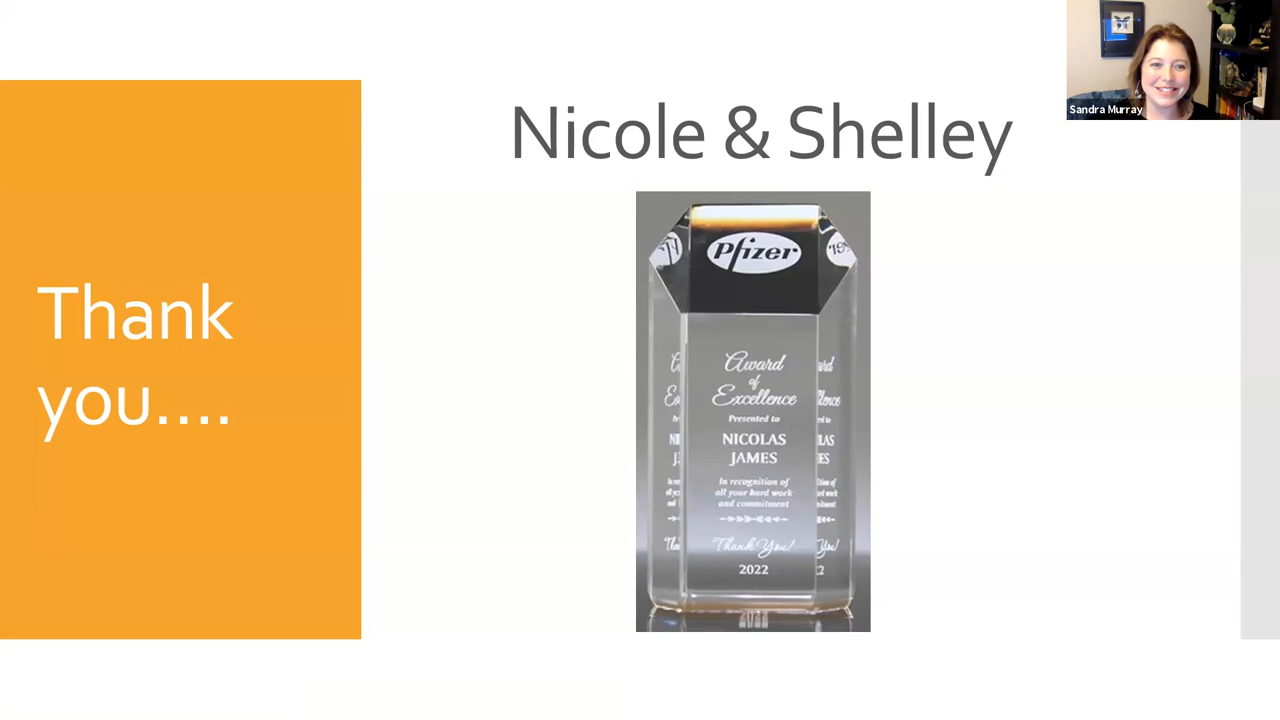 Sandra Murray
Nicole & Shelley
Thank
you....
Pfizer
Award
of
Excellence
Presented to
NICOLAS
JAMES
In recognition of
all your hard work
and commitment
Thank You!
2022